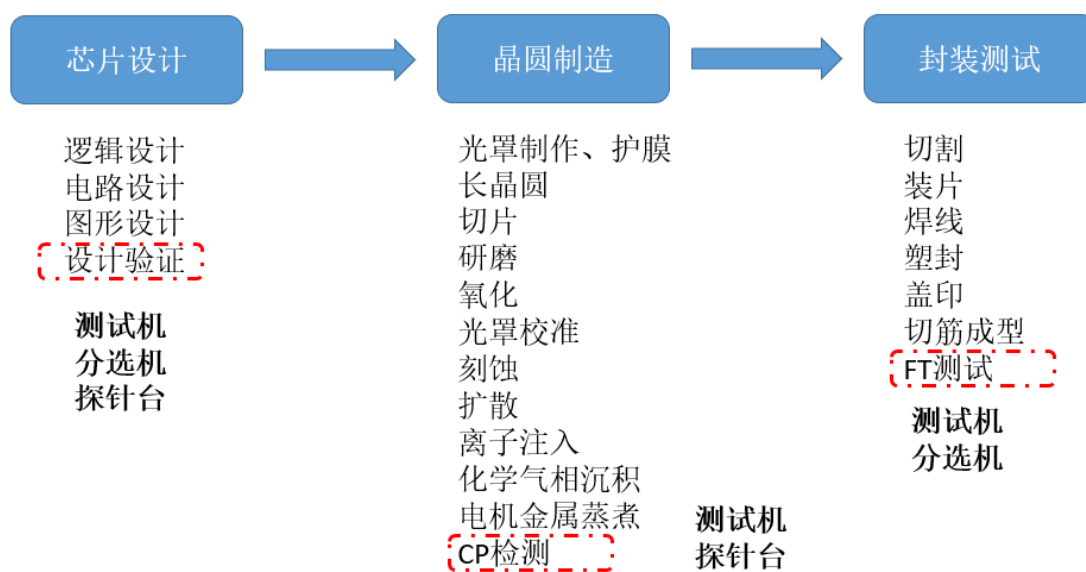 芯片设计
晶圆制造
封装测试
逻辑设计
电路设计
图形设计
设计验证
测试机
分选机
探针台
光罩制作、护膜
长晶圆
切片
研磨
氧化
光罩校准
刻蚀
扩散
离子注入
化学气相沉积
电机金属蒸煮
CP检测
测试机
探针台
切割
装片
焊线
塑封
盖印
切筋成型
FT测试
测试机
分选机